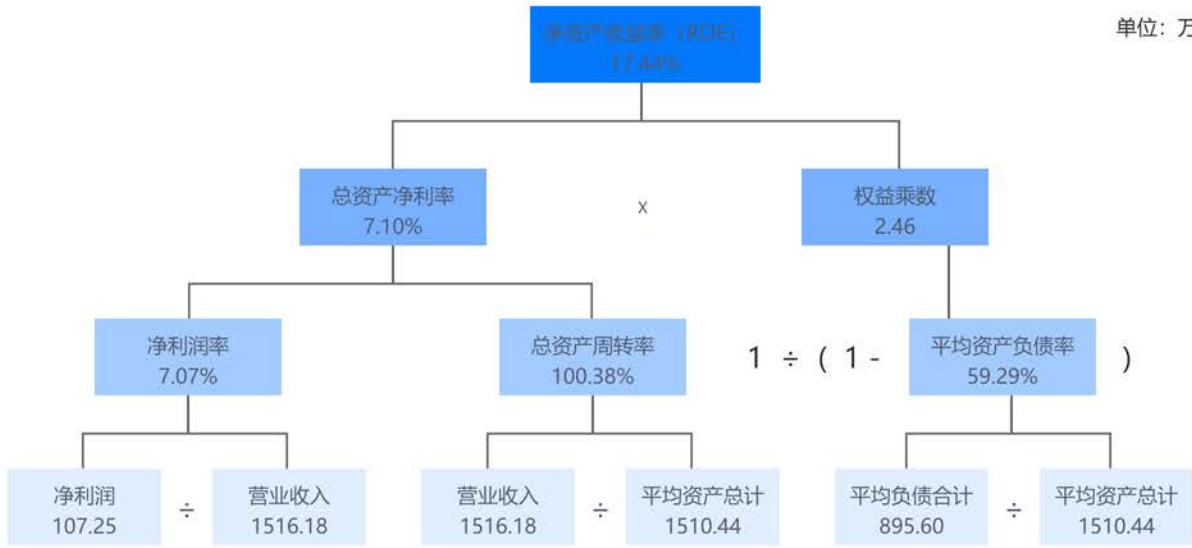 净资产收益率（ROE）
17.44%
单位：万
总资产净利率
7.10%
x
权益乘数
2.46
净利润率
7.07%
总资产周转率
100.38%
1 ÷ ( 1 -
平均资产负债率
59.29%
)
净利润
107.25
÷
营业收入
1516.18
营业收入
1516.18
÷
平均资产总计
1510.44
平均负债合计
895.60
÷
平均资产总计
1510.44